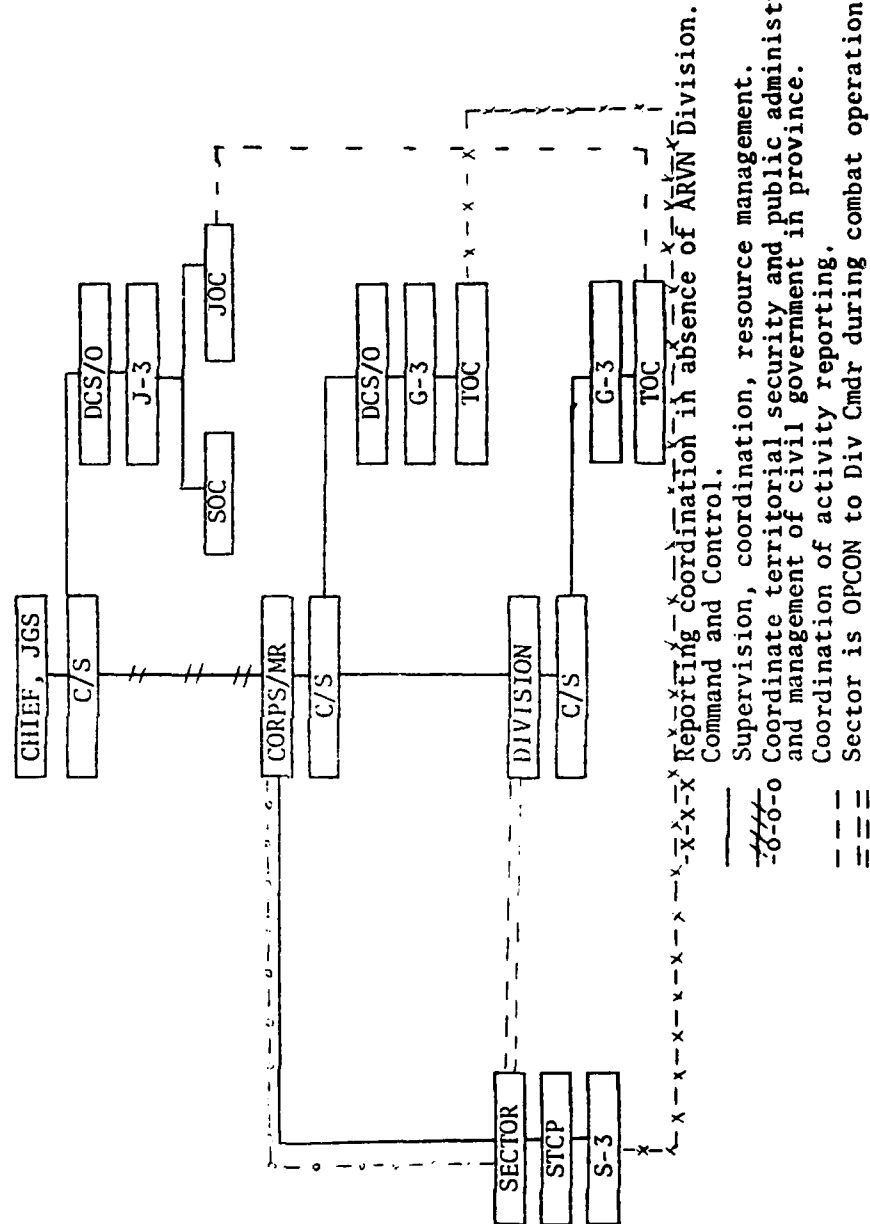 CHIEF, JGS
C/S
DCS/O
J-3
SOC
JOC
CORPS/MR
C/S
DCS/O
G-3
TOC
DIVISION
C/S
G-3
TOC
SECTOR
STCP
S-3
-x-x-x Reporting coordination in absence of ARVN Division.
Command and Control.
Supervision, coordination, resource management.
-o-o-o Coordinate territorial security and public administ
and management of civil government in province.
Coordination of activity reporting.
Sector is OPCON to Div Cmdr during combat operation